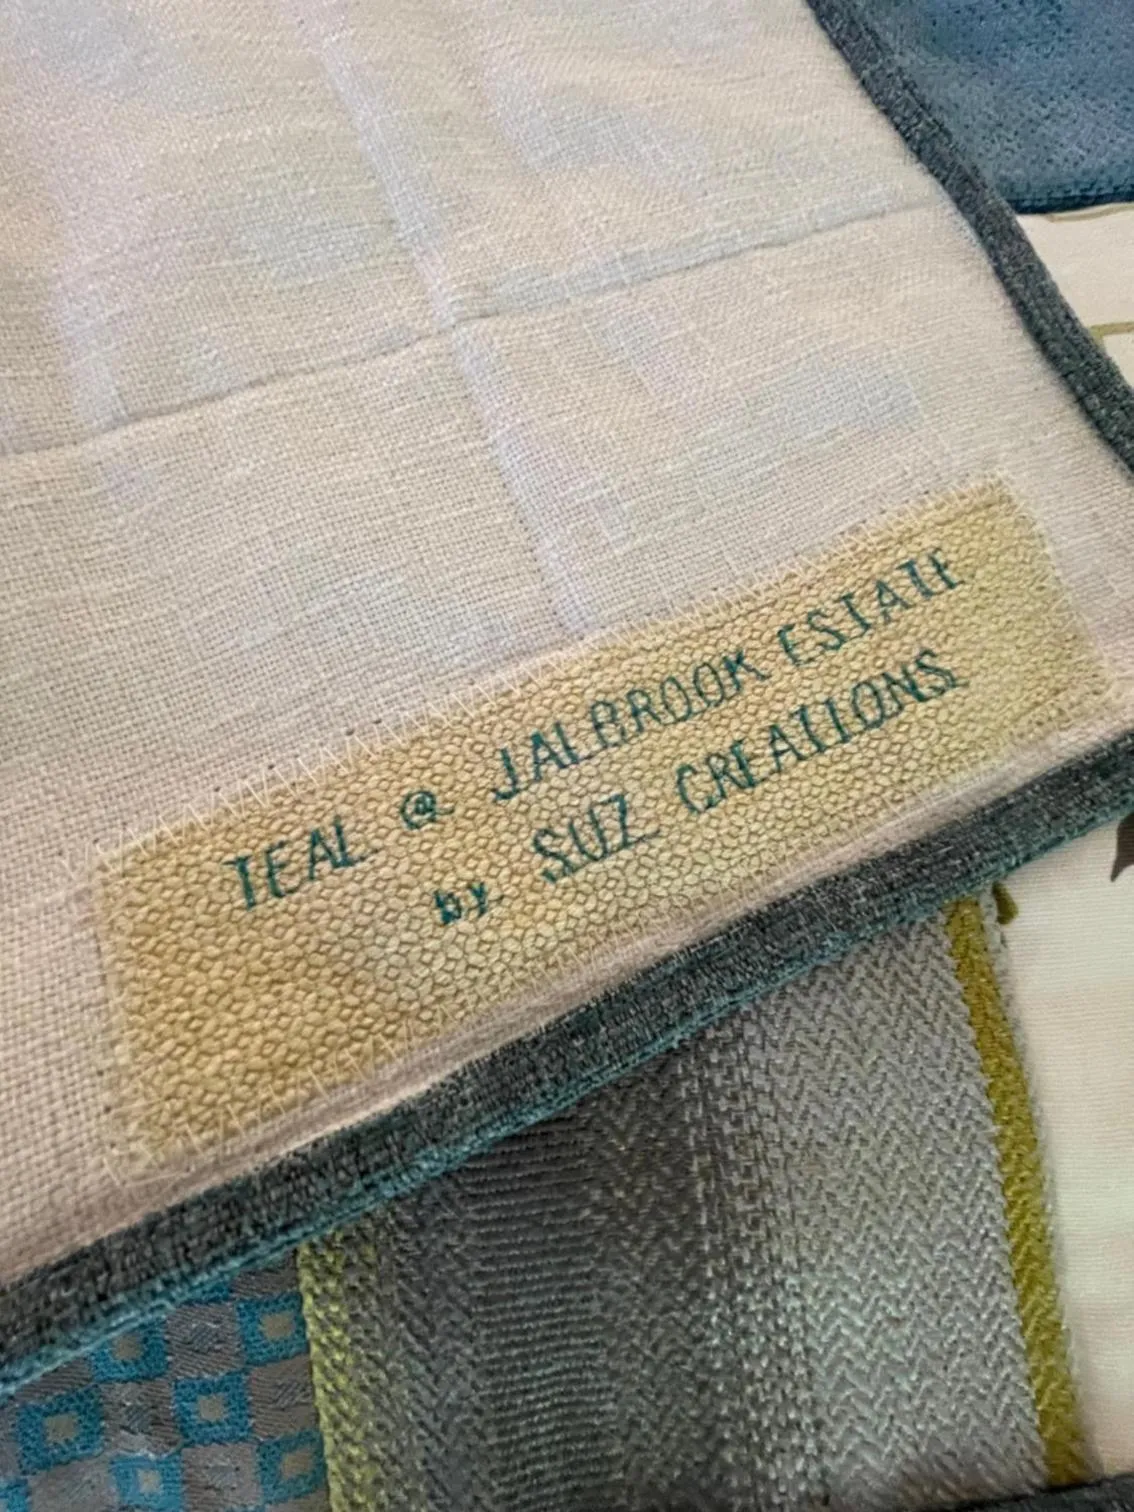 TEAL @ JALBROOK ESTATE
by. SUZ CREATIONS